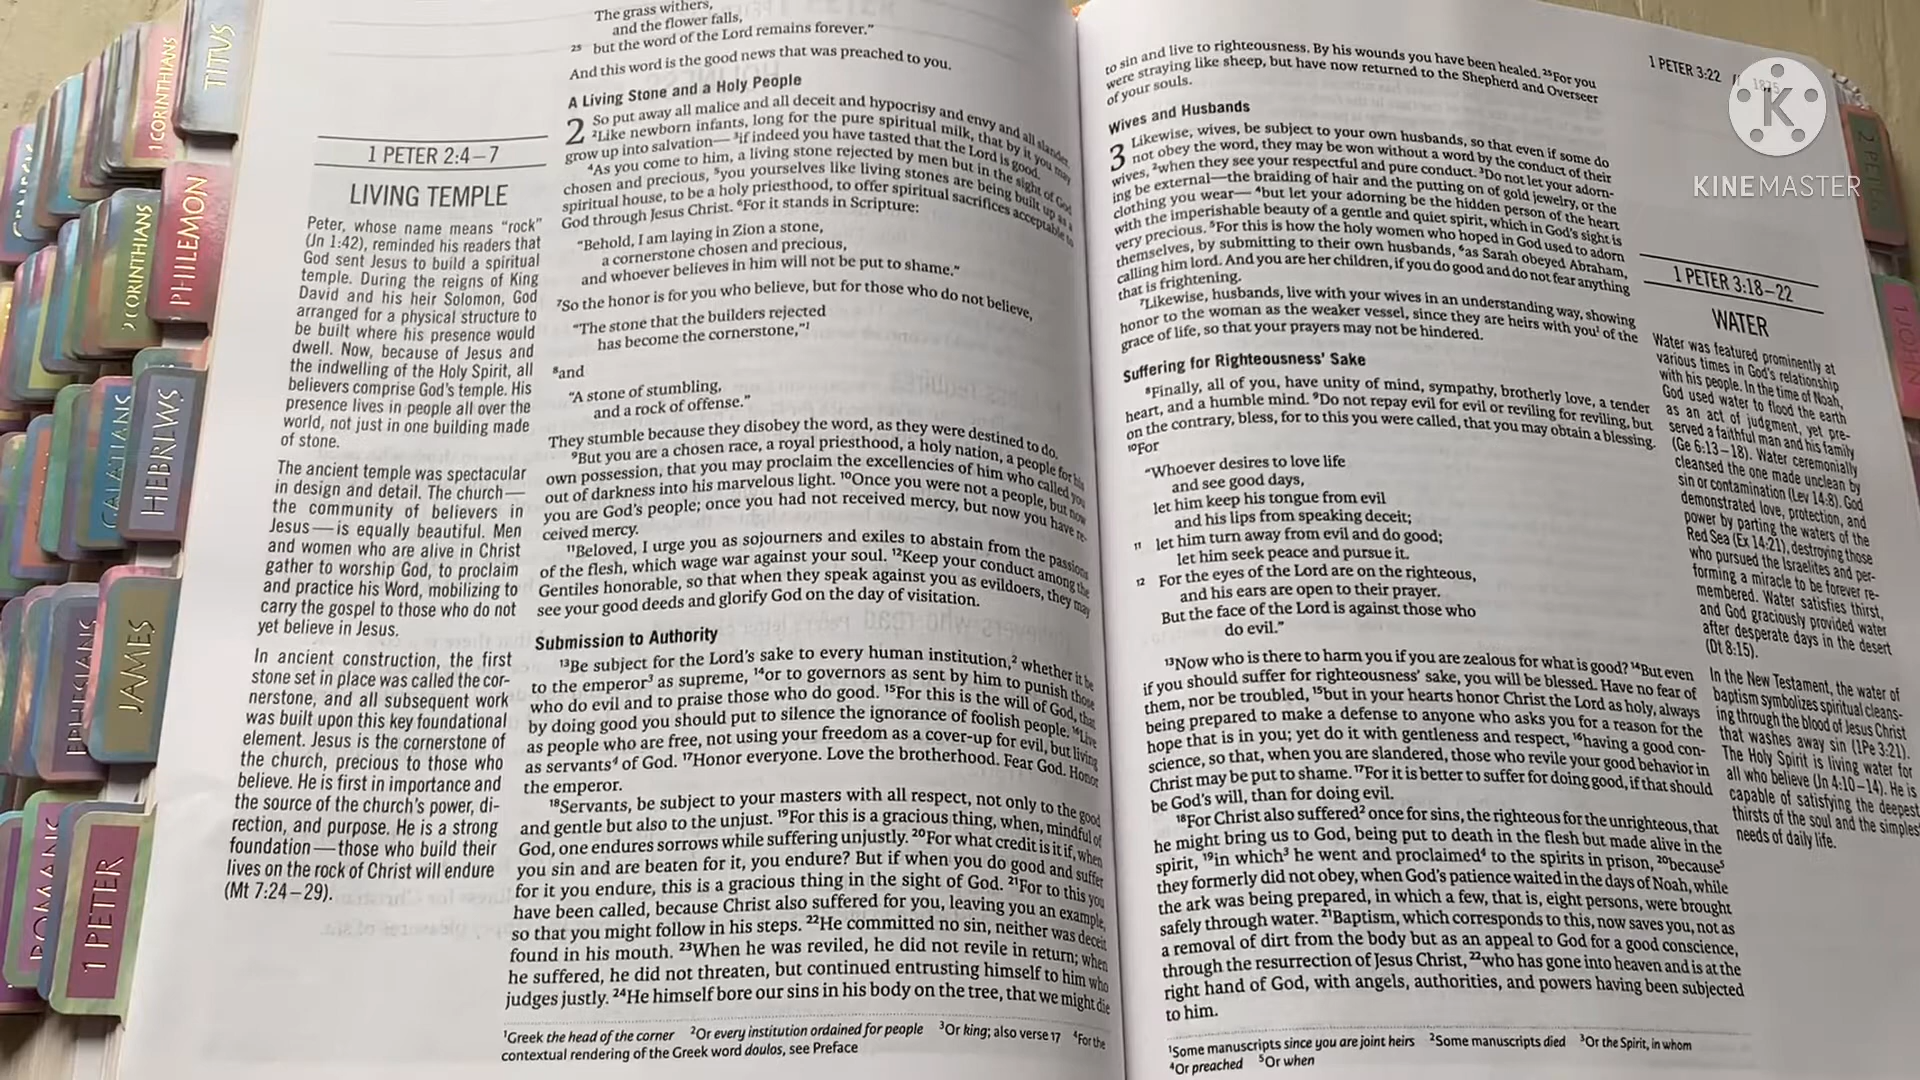 TITUS
1 CORINTHIANS
PHILEMON
2 CORINTHIANS
HEBREWS
GALATIANS
JAMES
EPHESIANS
1 PETER
ROMANS
1 PETER 2:4–7
LIVING TEMPLE
Peter, whose name means “rock”
(Jn 1:42), reminded his readers that
God sent Jesus to build a spiritual
temple. During the reigns of King
David and his heir Solomon, God
arranged for a physical structure to
be built where his presence would
dwell. Now, because of Jesus and
the indwelling of the Holy Spirit, all
believers comprise God’s temple. His
presence lives in people all over the
world, not just in one building made
of stone.
The ancient temple was spectacular
in design and detail. The church—
the community of believers in
Jesus—is equally beautiful. Men
and women who are alive in Christ
gather to worship God, to proclaim
and practice his Word, mobilizing to
carry the gospel to those who do not
yet believe in Jesus.
In ancient construction, the first
stone set in place was called the cor-
nerstone, and all subsequent work
was built upon this key foundational
element. Jesus is the cornerstone of
the church, precious to those who
believe. He is first in importance and
the source of the church’s power, di-
rection, and purpose. He is a strong
foundation—those who build their
lives on the rock of Christ will endure
(Mt 7:24–29).
The grass withers,
and the flower falls,
25 but the word of the Lord remains forever.”
And this word is the good news that was preached to you.
A Living Stone and a Holy People
2 So put away all malice and all deceit and hypocrisy and envy and all slander.
2Like newborn infants, long for the pure spiritual milk, that by it you may
grow up into salvation— 3if indeed you have tasted that the Lord is good.
4As you come to him, a living stone rejected by men but in the sight of God
chosen and precious, 5you yourselves like living stones are being built up as a
spiritual house, to be a holy priesthood, to offer spiritual sacrifices acceptable to
God through Jesus Christ. 6For it stands in Scripture:
“Behold, I am laying in Zion a stone,
a cornerstone chosen and precious,
and whoever believes in him will not be put to shame.”
7So the honor is for you who believe, but for those who do not believe,
“The stone that the builders rejected
has become the cornerstone,”1
8and
“A stone of stumbling,
and a rock of offense.”
They stumble because they disobey the word, as they were destined to do.
9But you are a chosen race, a royal priesthood, a holy nation, a people for his
own possession, that you may proclaim the excellencies of him who called you
out of darkness into his marvelous light. 10Once you were not a people, but now
you are God’s people; once you had not received mercy, but now you have re-
ceived mercy.
11Beloved, I urge you as sojourners and exiles to abstain from the passions
of the flesh, which wage war against your soul. 12Keep your conduct among the
Gentiles honorable, so that when they speak against you as evildoers, they may
see your good deeds and glorify God on the day of visitation.
Submission to Authority
13Be subject for the Lord’s sake to every human institution,2 whether it be
to the emperor3 as supreme, 14or to governors as sent by him to punish those
who do evil and to praise those who do good. 15For this is the will of God, that
by doing good you should put to silence the ignorance of foolish people. 16Live
as people who are free, not using your freedom as a cover-up for evil, but living
as servants4 of God. 17Honor everyone. Love the brotherhood. Fear God. Honor
the emperor.
18Servants, be subject to your masters with all respect, not only to the good
and gentle but also to the unjust. 19For this is a gracious thing, when, mindful of
God, one endures sorrows while suffering unjustly. 20For what credit is it if, when
you sin and are beaten for it, you endure? But if when you do good and suffer
for it you endure, this is a gracious thing in the sight of God. 21For to this you
have been called, because Christ also suffered for you, leaving you an example,
so that you might follow in his steps. 22He committed no sin, neither was deceit
found in his mouth. 23When he was reviled, he did not revile in return; when
he suffered, he did not threaten, but continued entrusting himself to him who
judges justly. 24He himself bore our sins in his body on the tree, that we might die
1Greek the head of the corner 2Or every institution ordained for people 3Or king; also verse 17 4For the
contextual rendering of the Greek word doulos, see Preface
1 PETER 3:22
to sin and live to righteousness. By his wounds you have been healed. 25For you
were straying like sheep, but have now returned to the Shepherd and Overseer
of your souls.
Wives and Husbands
3 Likewise, wives, be subject to your own husbands, so that even if some do
not obey the word, they may be won without a word by the conduct of their
wives, 2when they see your respectful and pure conduct. 3Do not let your adorn-
ing be external—the braiding of hair and the putting on of gold jewelry, or the
clothing you wear— 4but let your adorning be the hidden person of the heart
with the imperishable beauty of a gentle and quiet spirit, which in God’s sight is
very precious. 5For this is how the holy women who hoped in God used to adorn
themselves, by submitting to their own husbands, 6as Sarah obeyed Abraham,
calling him lord. And you are her children, if you do good and do not fear anything
that is frightening.
7Likewise, husbands, live with your wives in an understanding way, showing
honor to the woman as the weaker vessel, since they are heirs with you1 of the
grace of life, so that your prayers may not be hindered.
Suffering for Righteousness’ Sake
8Finally, all of you, have unity of mind, sympathy, brotherly love, a tender
heart, and a humble mind. 9Do not repay evil for evil or reviling for reviling, but
on the contrary, bless, for to this you were called, that you may obtain a blessing.
10For
“Whoever desires to love life
and see good days,
let him keep his tongue from evil
and his lips from speaking deceit;
11 let him turn away from evil and do good;
let him seek peace and pursue it.
12 For the eyes of the Lord are on the righteous,
and his ears are open to their prayer.
But the face of the Lord is against those who
do evil.”
13Now who is there to harm you if you are zealous for what is good? 14But even
if you should suffer for righteousness’ sake, you will be blessed. Have no fear of
them, nor be troubled, 15but in your hearts honor Christ the Lord as holy, always
being prepared to make a defense to anyone who asks you for a reason for the
hope that is in you; yet do it with gentleness and respect, 16having a good con-
science, so that, when you are slandered, those who revile your good behavior in
Christ may be put to shame. 17For it is better to suffer for doing good, if that should
be God’s will, than for doing evil.
18For Christ also suffered2 once for sins, the righteous for the unrighteous, that
he might bring us to God, being put to death in the flesh but made alive in the
spirit, 19in which3 he went and proclaimed4 to the spirits in prison, 20because5
they formerly did not obey, when God’s patience waited in the days of Noah, while
the ark was being prepared, in which a few, that is, eight persons, were brought
safely through water. 21Baptism, which corresponds to this, now saves you, not as
a removal of dirt from the body but as an appeal to God for a good conscience,
through the resurrection of Jesus Christ, 22who has gone into heaven and is at the
right hand of God, with angels, authorities, and powers having been subjected
to him.
1Some manuscripts since you are joint heirs 2Some manuscripts died 3Or the Spirit, in whom
4Or preached 5Or when
1 PETER 3:18–22
WATER
Water was featured prominently at
various times in God’s relationship
with his people. In the time of Noah,
God used water to flood the earth
as an act of judgment, yet pre-
served a faithful man and his family
(Ge 6:13–18). Water ceremonially
cleansed the one made unclean by
sin or contamination (Lev 14:8). God
demonstrated love, protection, and
power by parting the waters of the
Red Sea (Ex 14:21), destroying those
who pursued the Israelites and per-
forming a miracle to be forever re-
membered. Water satisfies thirst,
and God graciously provided water
after desperate days in the desert
(Dt 8:15).
In the New Testament, the water of
baptism symbolizes spiritual cleans-
ing through the blood of Jesus Christ
that washes away sin (1Pe 3:21).
The Holy Spirit is living water for
all who believe (Jn 4:10–14). He is
capable of satisfying the deepest
thirsts of the soul and the simples
needs of daily life.
K
KINEMASTER
1 JOHN